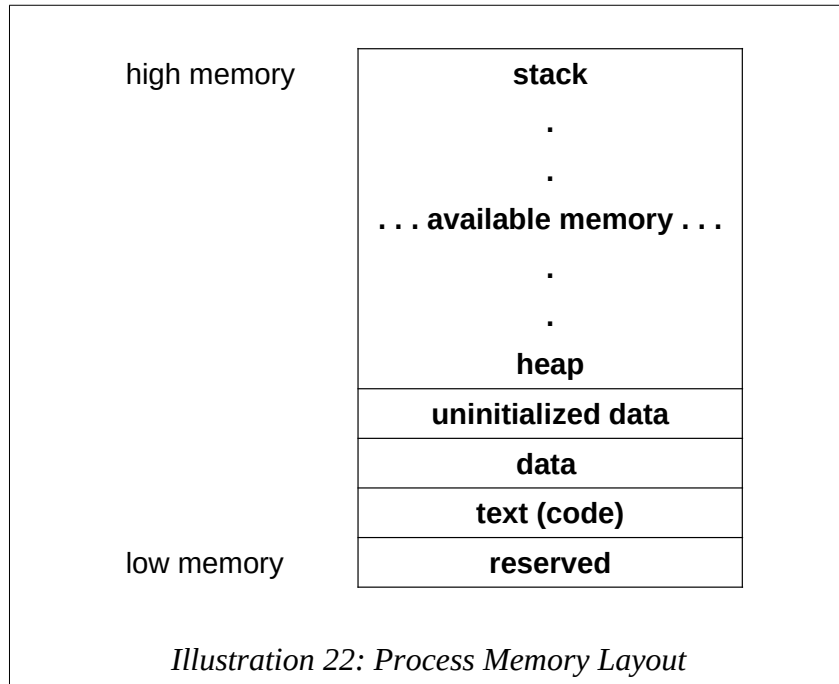 high memory stack
.
.
. . . available memory . . .
.
.
heap
uninitialized data
data
text (code)
low memory reserved
Illustration 22: Process Memory Layout